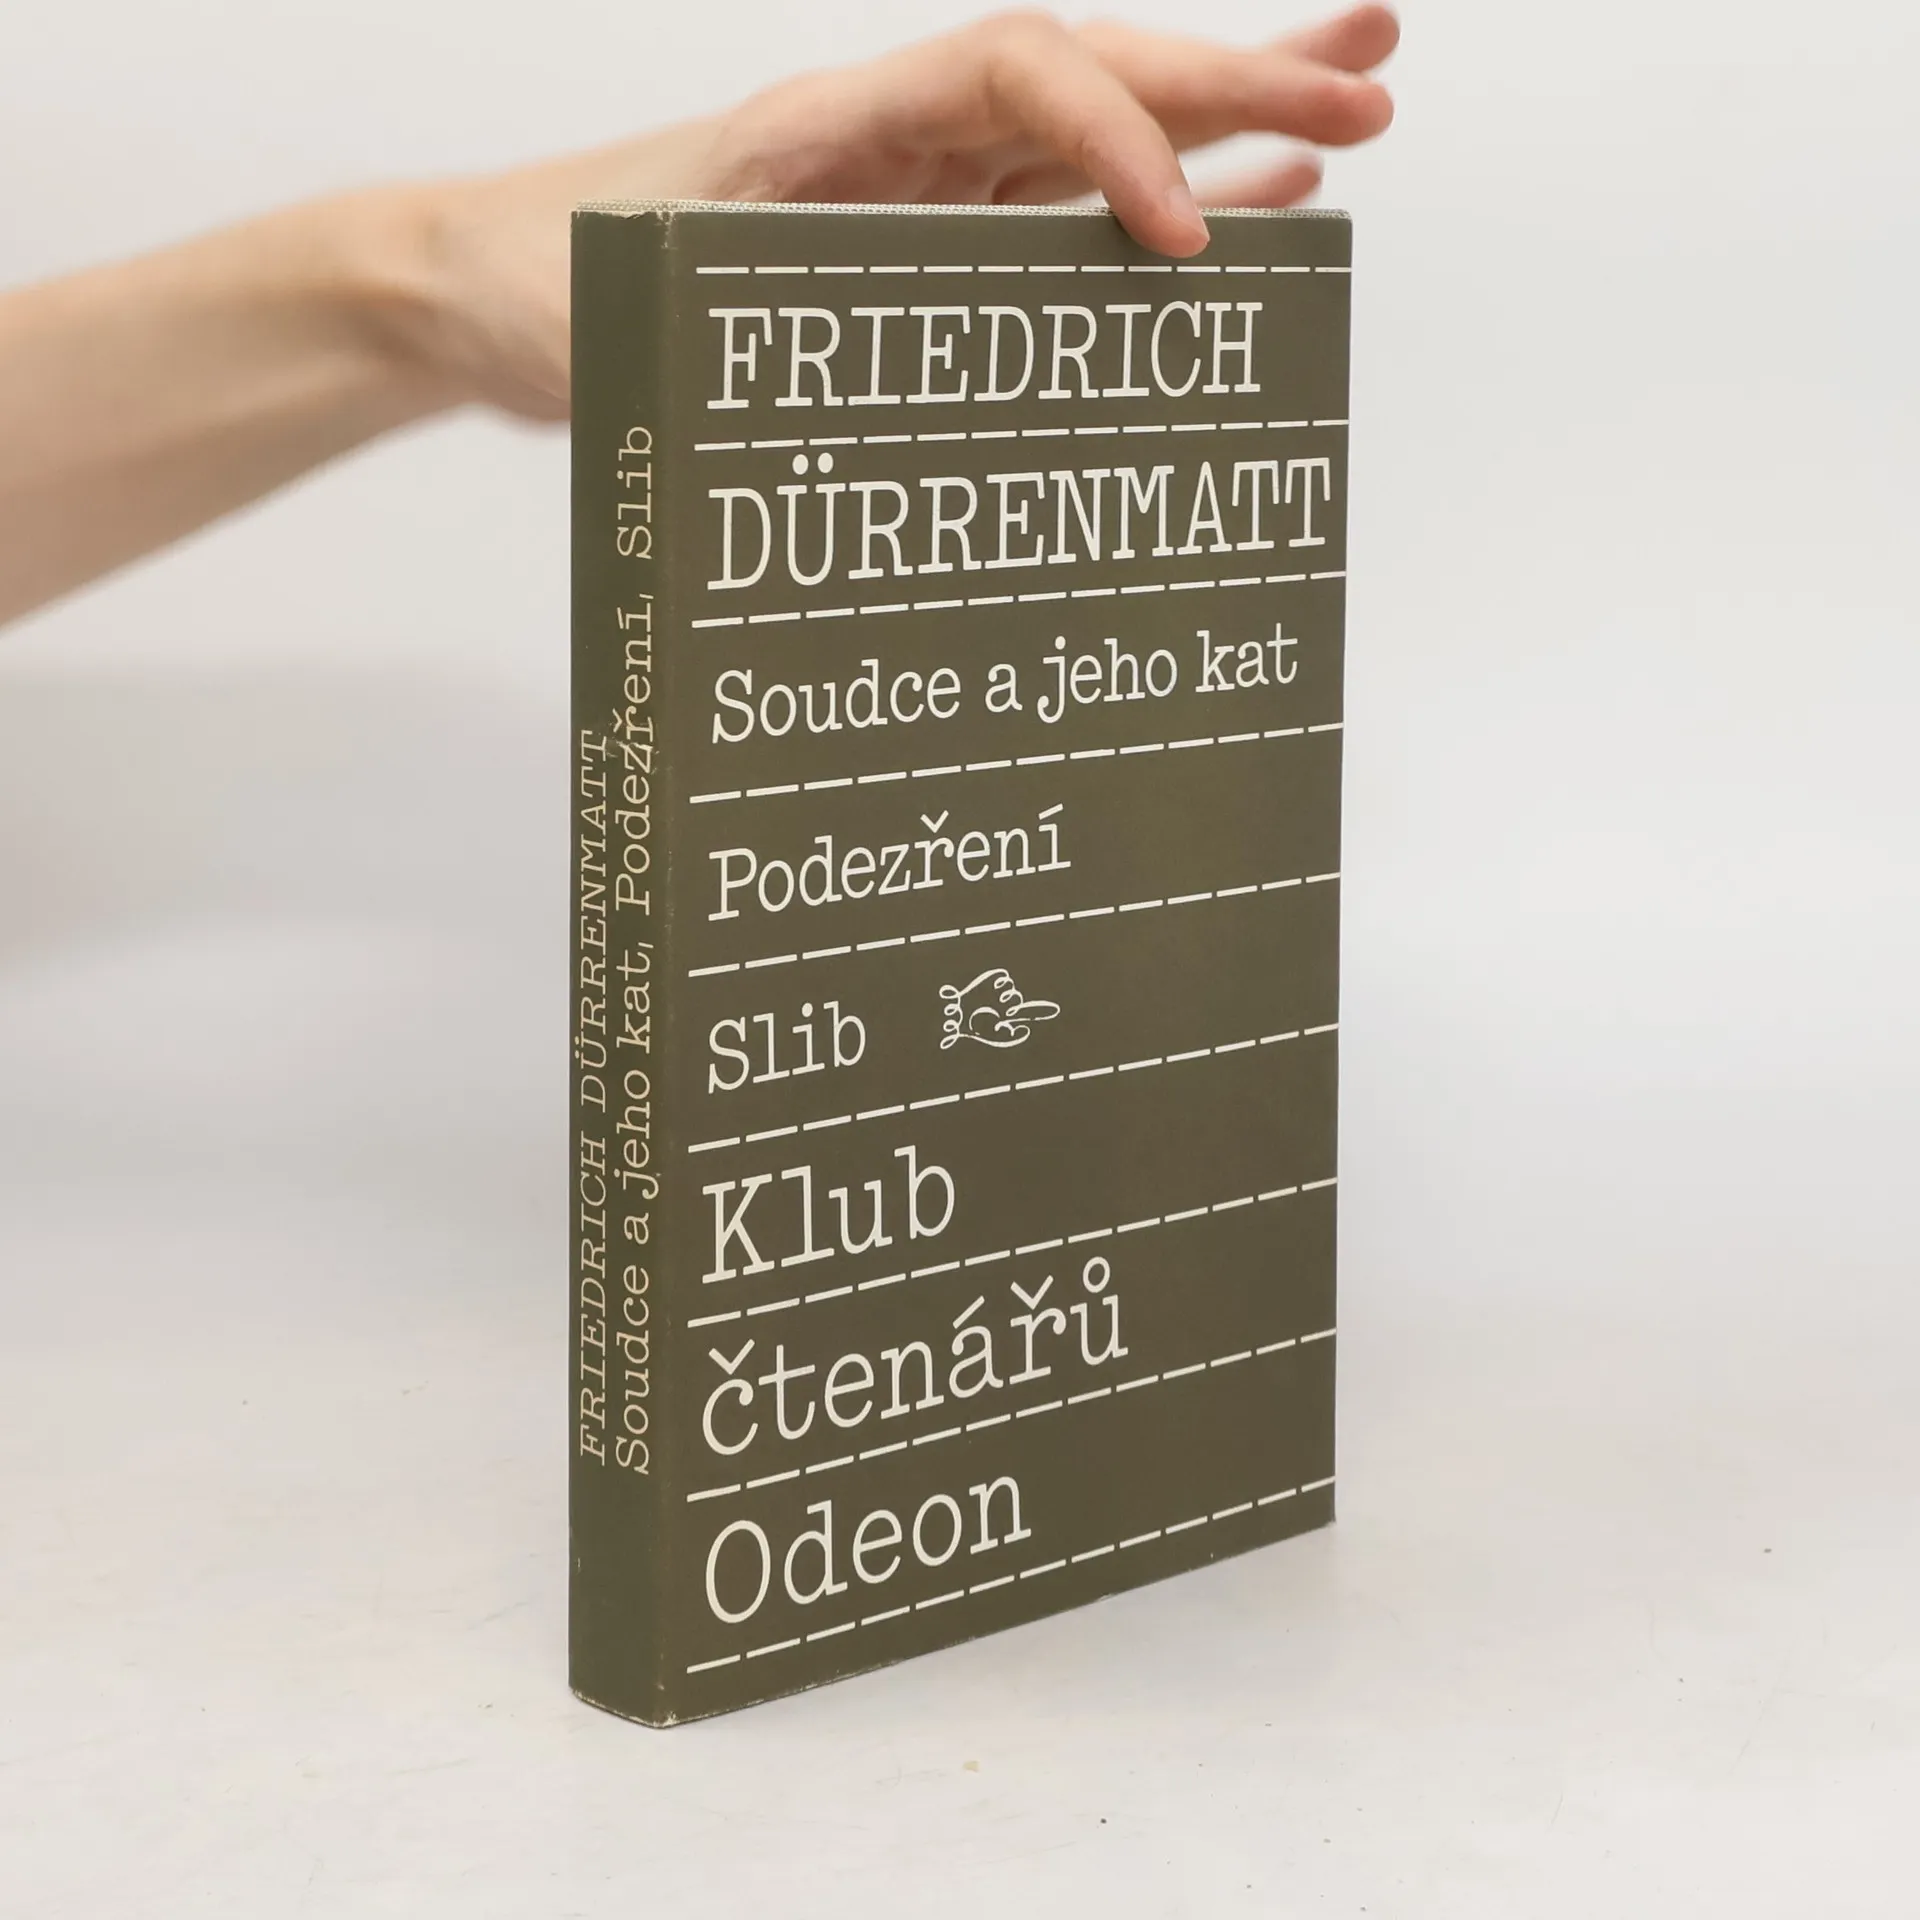 FRIEDRICH
DÜRRENMATT
Soudce a jeho kat
Podezření
Slib
Klub
čtenářů
Odeon
FRIEDRICH DÜRRENMATT
Soudce a jeho kat, Podezření, Slib